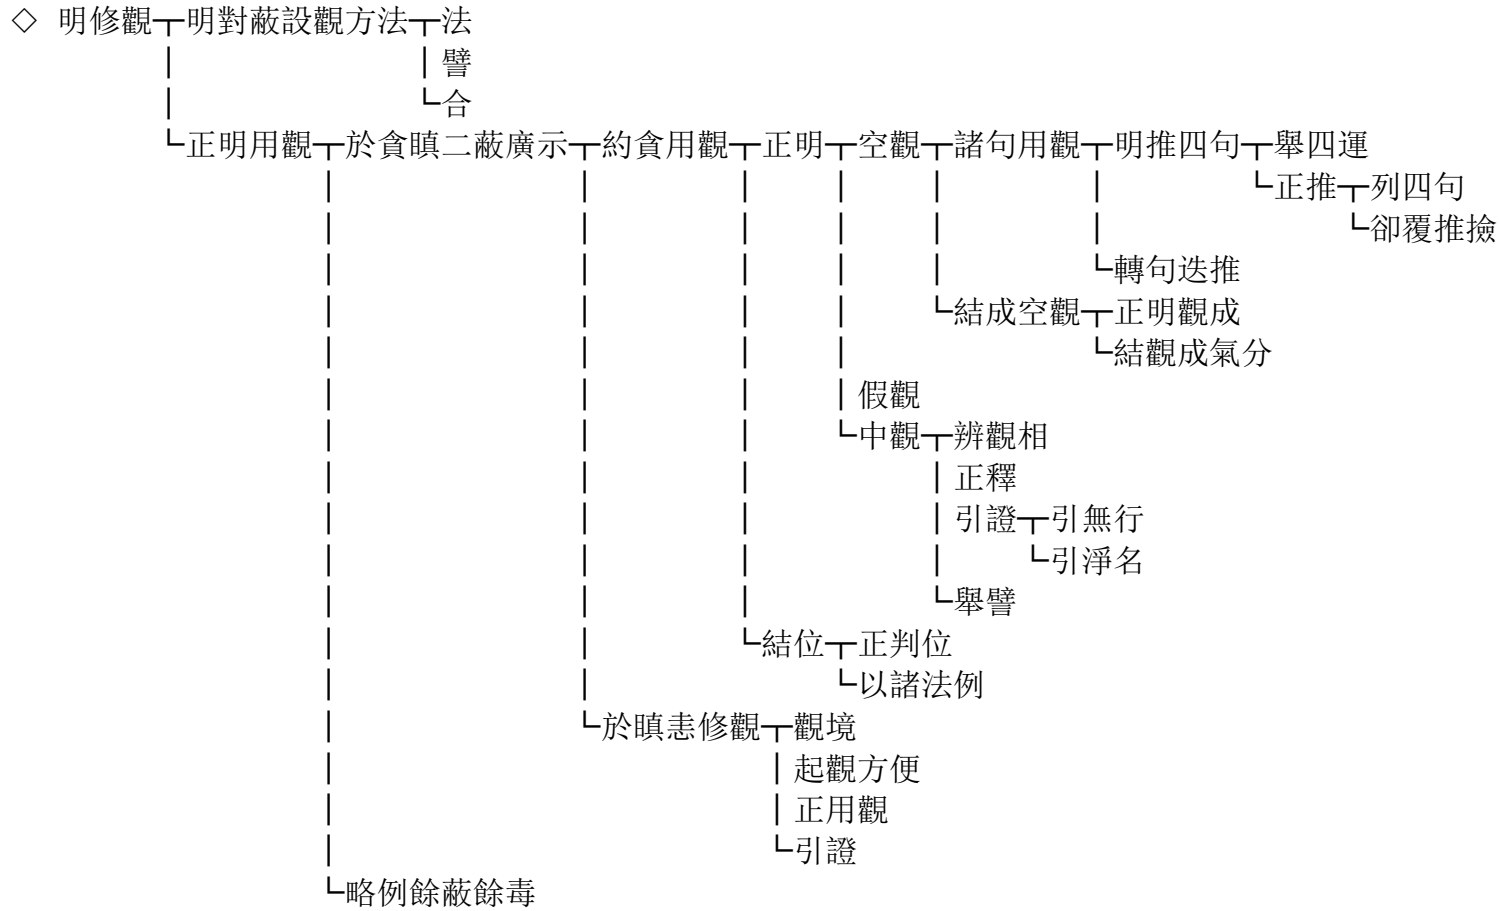 ◇ 明修觀┬明對蔽設觀方法┬法
│ │譬
│ └合
└正明用觀┬於貪瞋二蔽廣示┬約貪用觀┬正明┬空觀┬諸句用觀┬明推四句┬舉四運
│ │ │ │ │ │ └正推┬列四句
│ │ │ │ │ │ └卻覆推撿
│ │ │ │ │ └轉句迭推
│ │ │ │ └結成空觀┬正明觀成
│ │ │ │ └結觀成氣分
│ │ │ │假觀
│ │ │ └中觀┬辨觀相
│ │ │ │正釋
│ │ │ │引證┬引無行
│ │ │ │ └引淨名
│ │ │ └舉譬
│ │ └結位┬正判位
│ │ └以諸法例
│ └於瞋恚修觀┬觀境
│ │起觀方便
│ │正用觀
│ └引證
└略例餘蔽餘毒